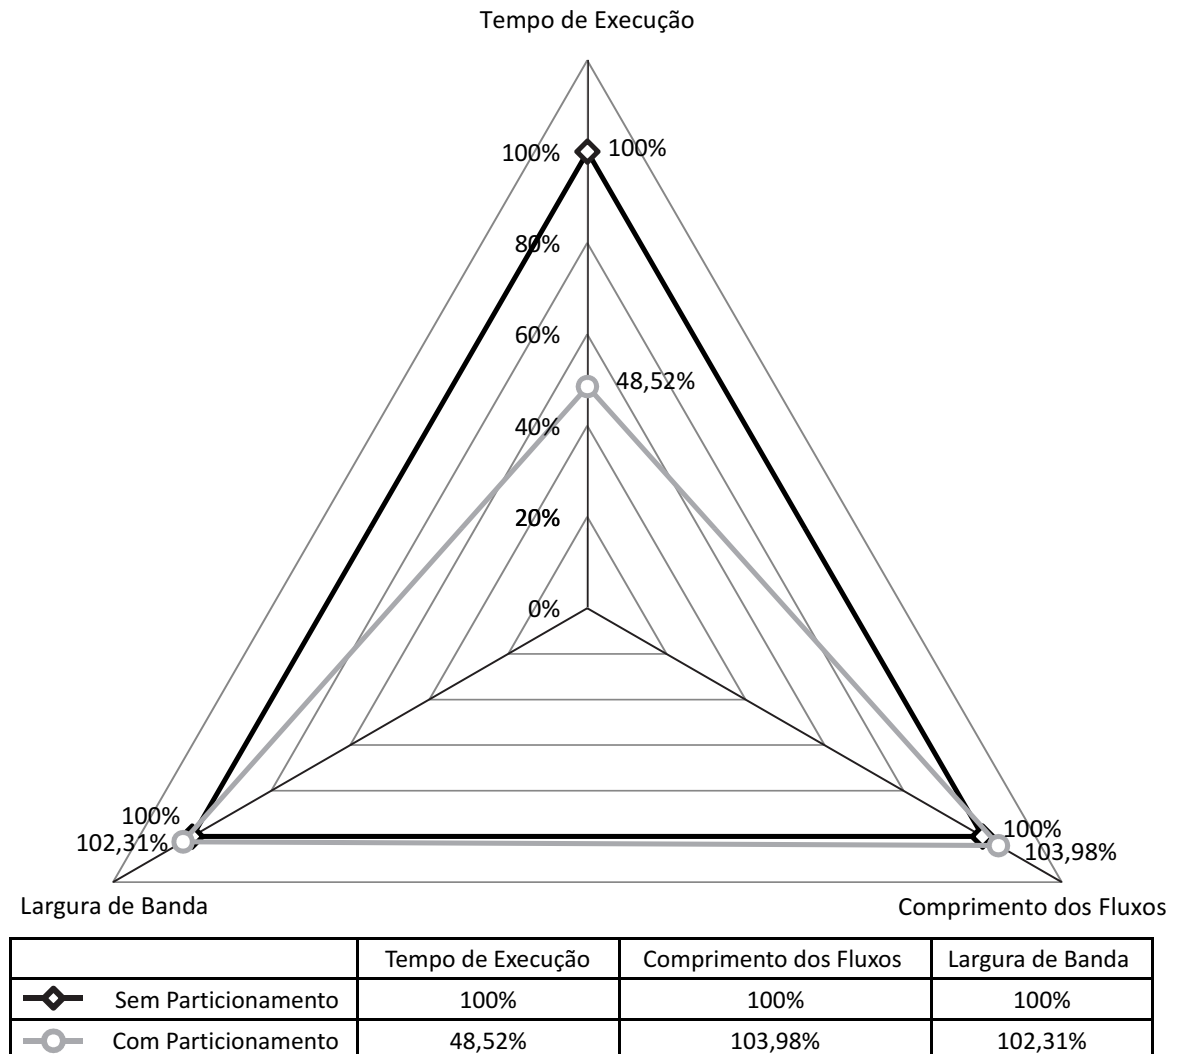 Tempo de Execução
100%
100%
80%
60%
48,52%
40%
20%
0%
100%
102,31%
100%
103,98%
Largura de Banda
Comprimento dos Fluxos
Tempo de Execução Comprimento dos Fluxos Largura de Banda
Sem Particionamento 100% 100% 100%
Com Particionamento 48,52% 103,98% 102,31%